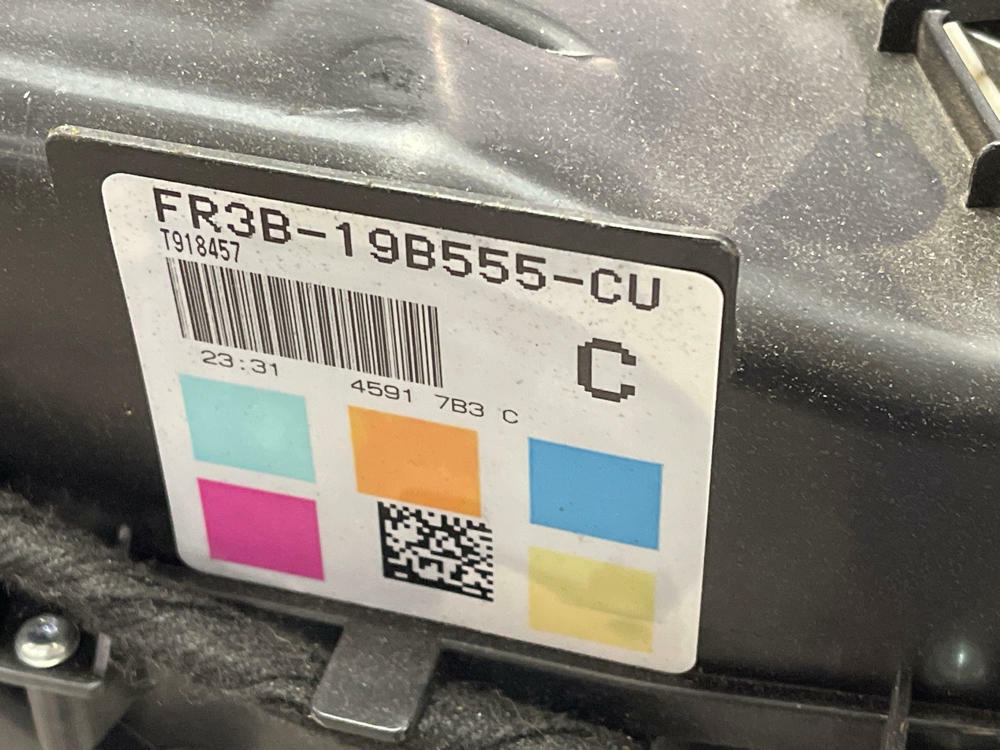 FR3B-19B555-CU
T918457
C
23:31
4591 7B3 C